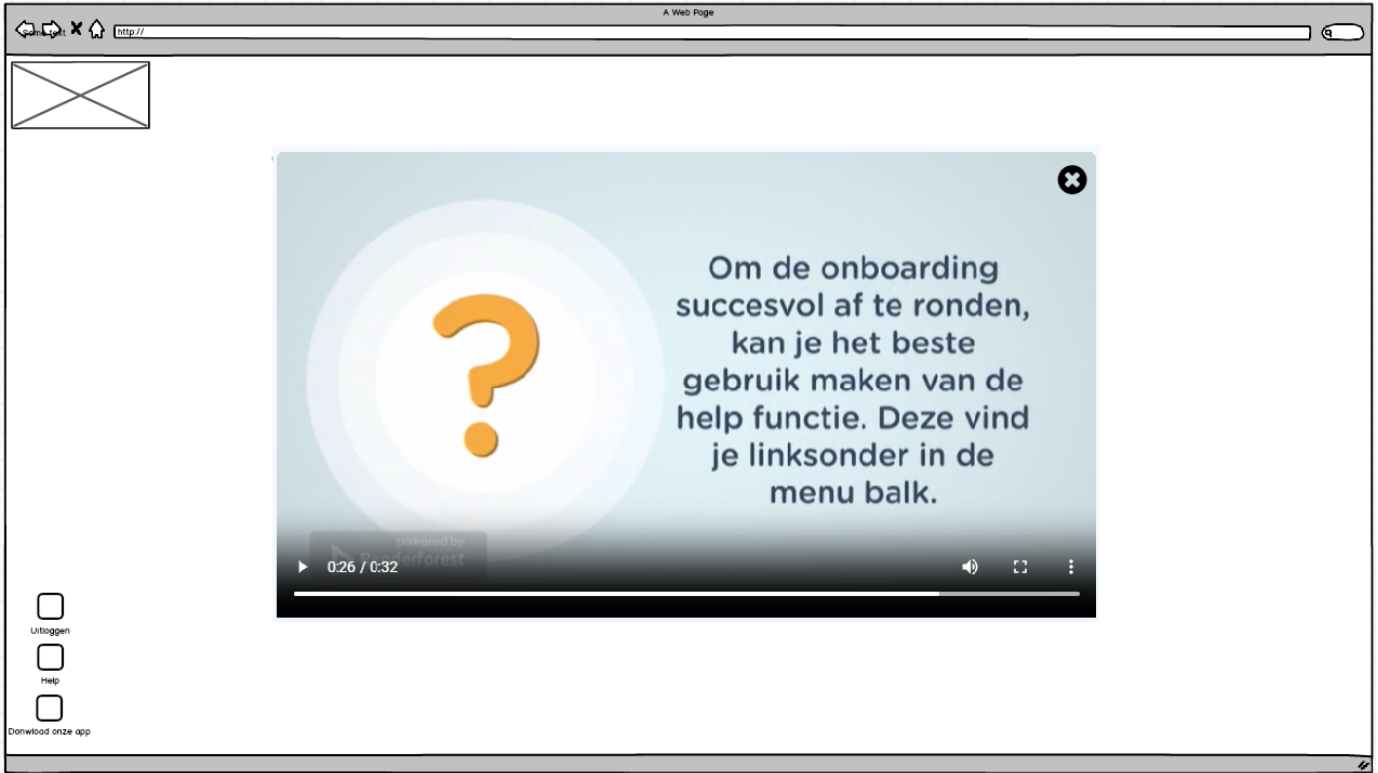 A Web Page
Some text
http://
Om de onboarding
succesvol af te ronden,
kan je het beste
gebruik maken van de
help functie. Deze vind
je linksonder in de
menu balk.
powered by
Renderforest
0:26 / 0:32
Uitloggen
Help
Donwload onze app